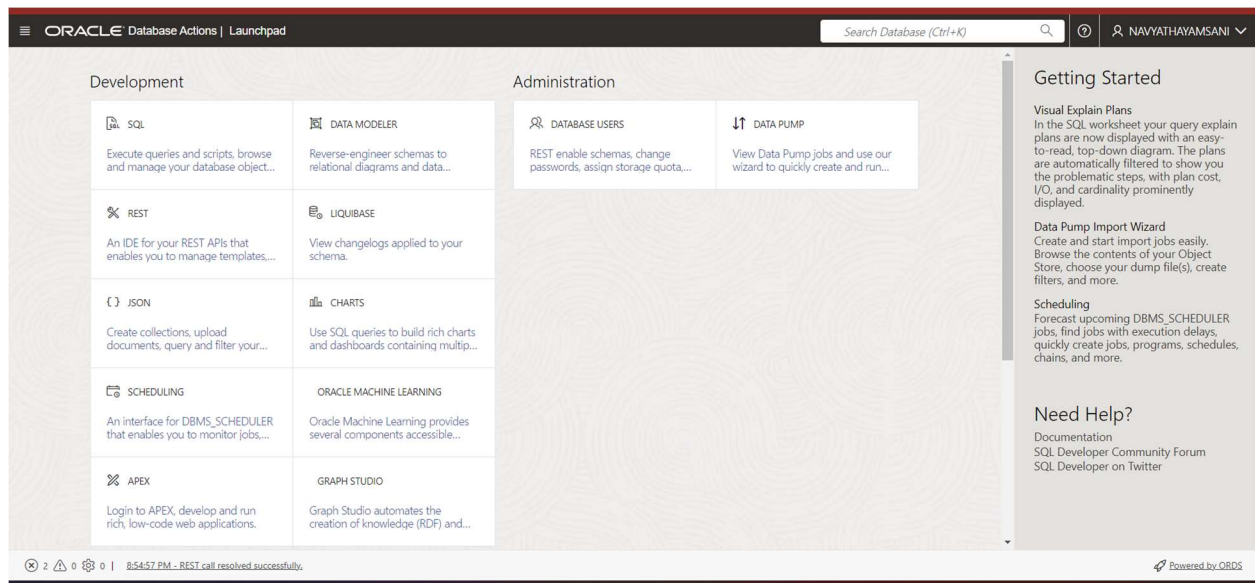 ORACLE Database Actions | Launchpad
Search Database (Ctrl+K)
NAVYATHAYAMSANI
Development
SQL
Execute queries and scripts, browse
and manage your database object...
DATA MODELER
Reverse-engineer schemas to
relational diagrams and data...
REST
An IDE for your REST APIs that
enables you to manage templates,...
LIQUIBASE
View changelogs applied to your
schema.
{ } JSON
Create collections, upload
documents, query and filter your...
CHARTS
Use SQL queries to build rich charts
and dashboards containing multip...
SCHEDULING
An interface for DBMS_SCHEDULER
that enables you to monitor jobs,...
ORACLE MACHINE LEARNING
Oracle Machine Learning provides
several components accessible...
APEX
Login to APEX, develop and run
rich, low-code web applications.
GRAPH STUDIO
Graph Studio automates the
creation of knowledge (RDF) and...
Administration
DATABASE USERS
REST enable schemas, change
passwords, assign storage quota,...
DATA PUMP
View Data Pump jobs and use our
wizard to quickly create and run...
Getting Started
Visual Explain Plans
In the SQL worksheet your query explain
plans are now displayed with an easy-
to-read, top-down diagram. The plans
are automatically filtered to show you
the problematic steps, with plan cost,
I/O, and cardinality prominently
displayed.
Data Pump Import Wizard
Create and start import jobs easily.
Browse the contents of your Object
Store, choose your dump file(s), create
filters, and more.
Scheduling
Forecast upcoming DBMS_SCHEDULER
jobs, find jobs with execution delays,
quickly create jobs, programs, schedules,
chains, and more.
Need Help?
Documentation
SQL Developer Community Forum
SQL Developer on Twitter
2 0 0 | 8:54:57 PM - REST call resolved successfully.
Powered by ORDS